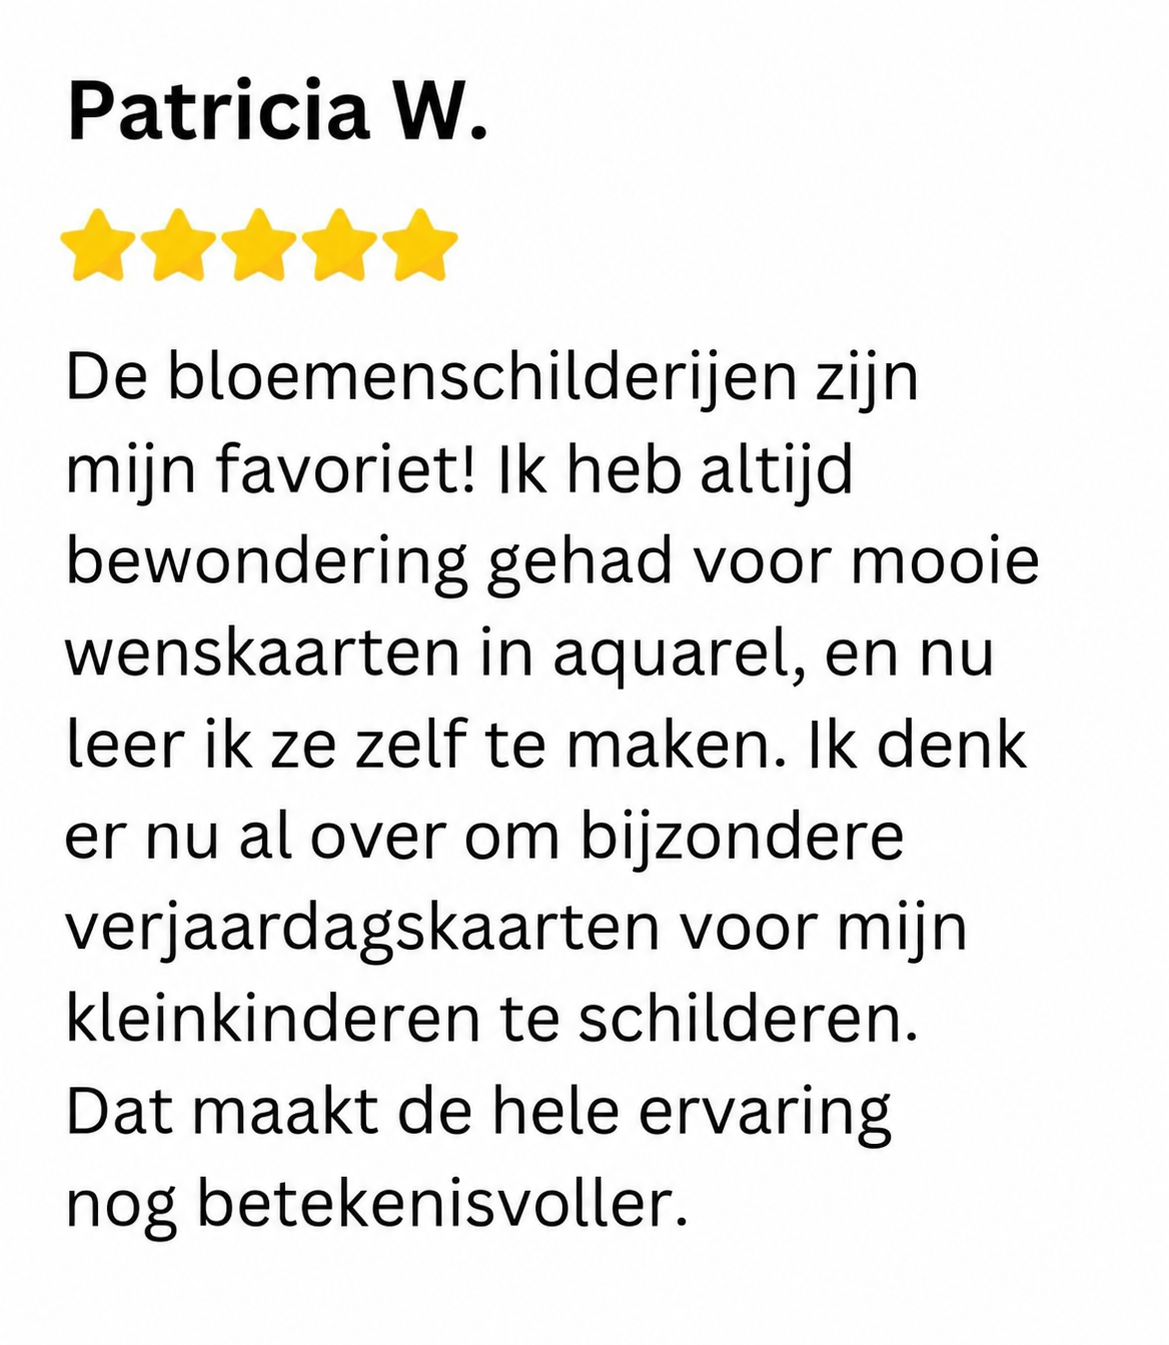 Patricia W.
De bloemenschilderijen zijn
mijn favoriet! Ik heb altijd
bewondering gehad voor mooie
wenskaarten in aquarel, en nu
leer ik ze zelf te maken. Ik denk
er nu al over om bijzondere
verjaardagskaarten voor mijn
kleinkinderen te schilderen.
Dat maakt de hele ervaring
nog betekenisvoller.